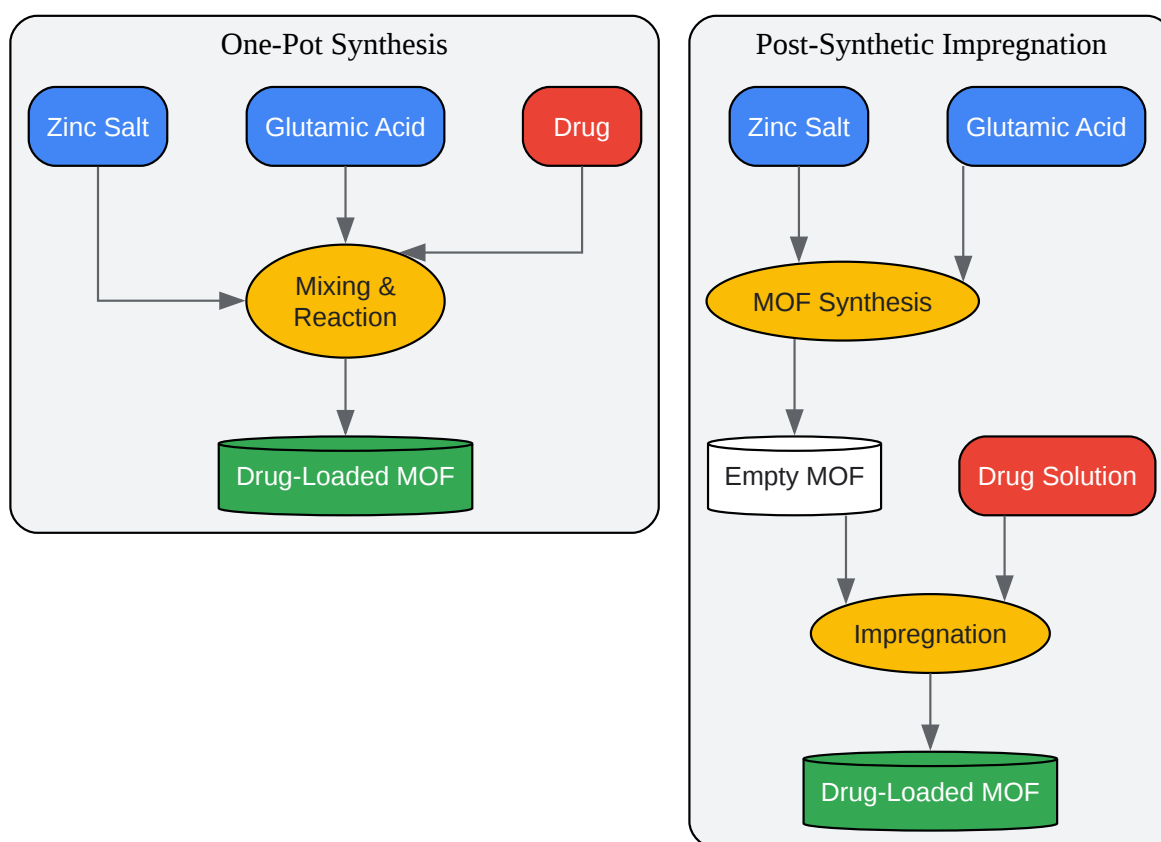 One-Pot Synthesis
Zinc Salt
Glutamic Acid
Drug
Mixing &
Reaction
Drug-Loaded MOF
Post-Synthetic Impregnation
Zinc Salt
Glutamic Acid
MOF Synthesis
Empty MOF
Drug Solution
Impregnation
Drug-Loaded MOF